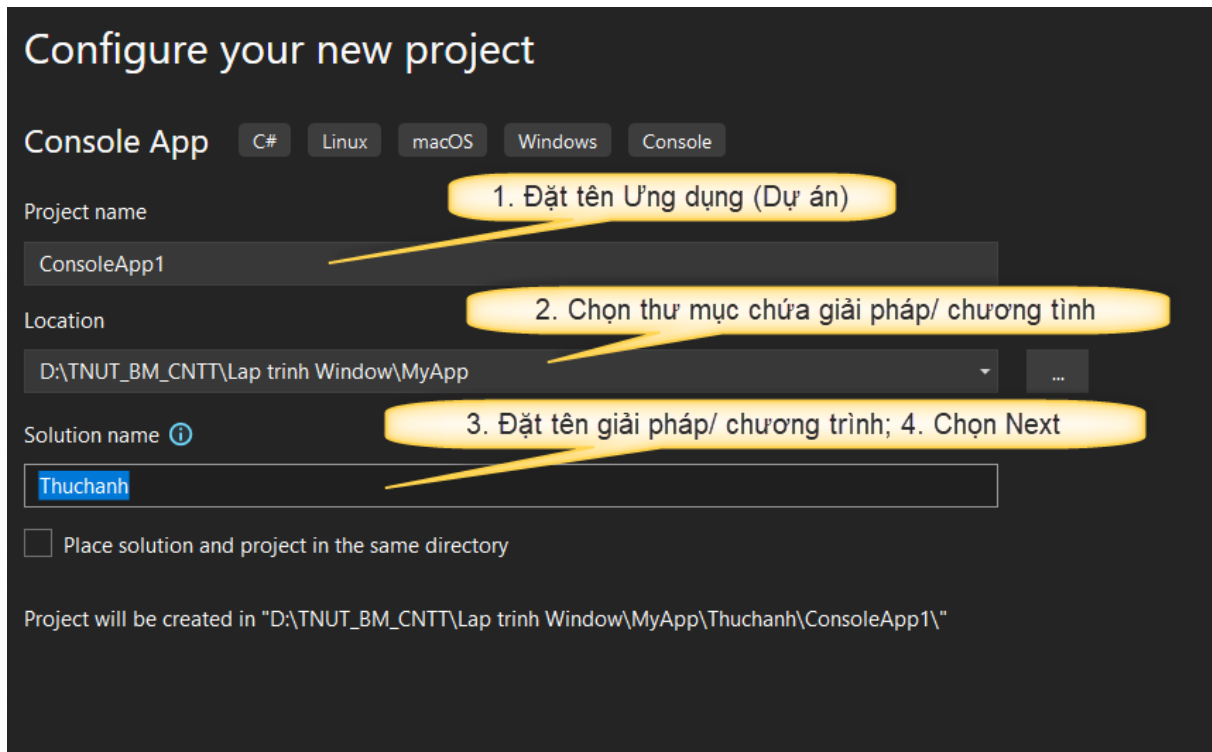 Configure your new project
Console App C# Linux macOS Windows Console
1. Đặt tên Ứng dụng (Dự án)
Project name
ConsoleApp1
2. Chọn thư mục chứa giải pháp/ chương tình
Location
D:\TNUT_BM_CNTT\Lap trinh Window\MyApp
...
3. Đặt tên giải pháp/ chương trình; 4. Chọn Next
Solution name
Thuchanh
Place solution and project in the same directory
Project will be created in "D:\TNUT_BM_CNTT\Lap trinh Window\MyApp\Thuchanh\ConsoleApp1\"